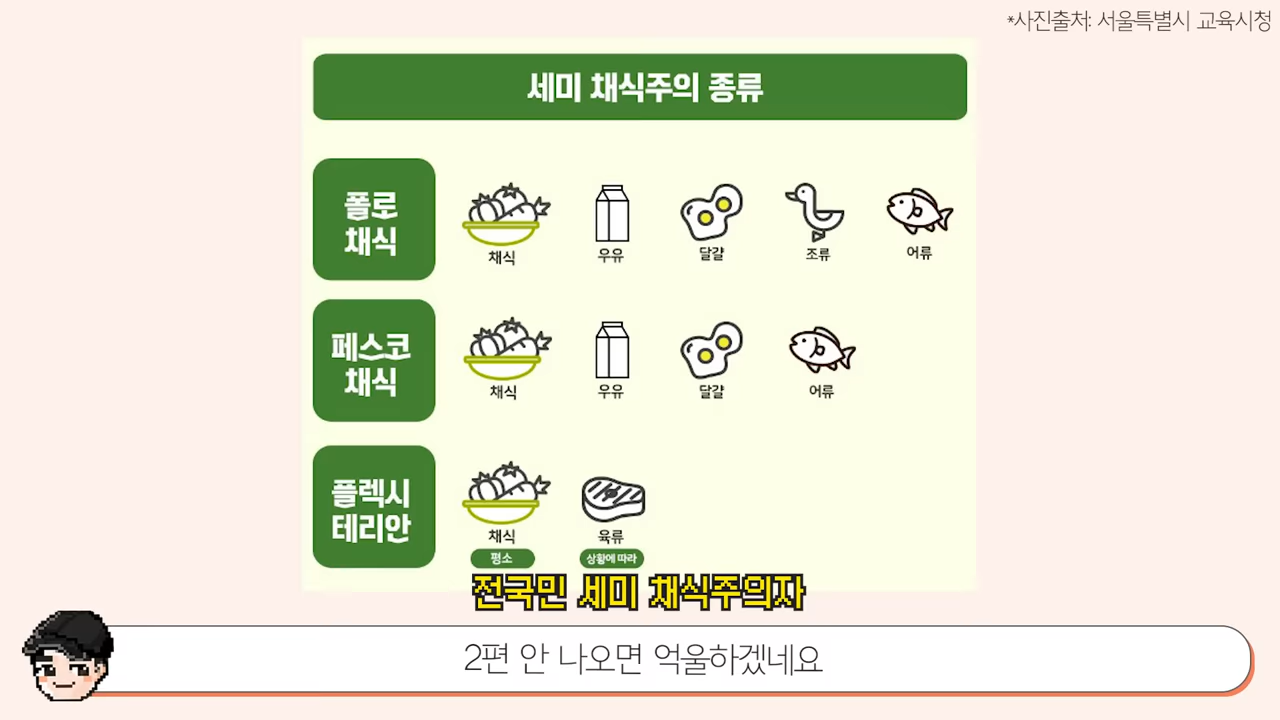 *사진출처: 서울특별시 교육시청
세미 채식주의 종류
폴로
채식
채식
우유
달걀
조류
어류
페스코
채식
채식
우유
달걀
어류
플렉시
테리안
채식
육류
평소
상황에 따라
전국민 세미 채식주의자
2편 안 나오면 억울하겠네요